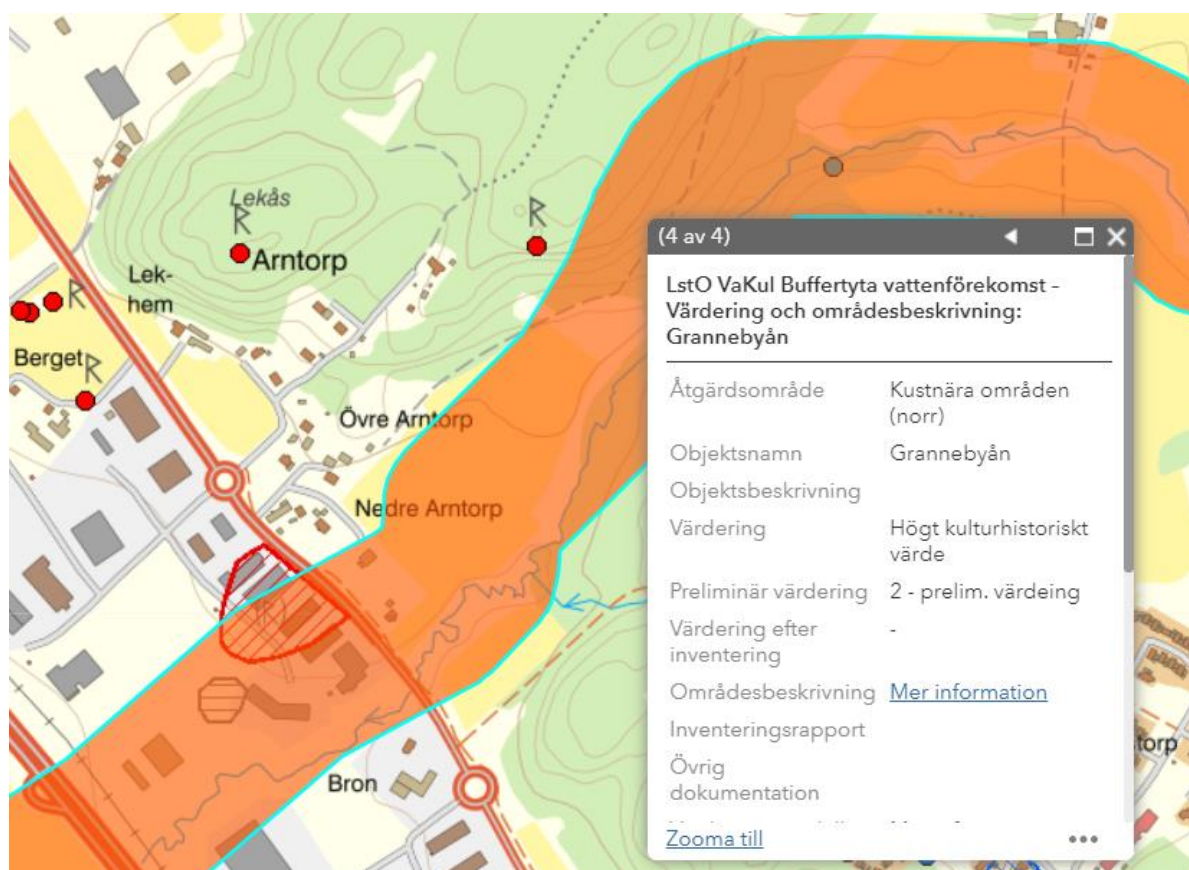 Lekås
Arntorp
Lek-
hem
Berget
Övre Arntorp
Nedre Arntorp
Bron
(4 av 4)
LstO VaKul Buffertyta vattenförekomst –
Värdering och områdesbeskrivning:
Grannebyån
Åtgärdsområde Kustnära områden
(norr)
Objektsnamn Grannebyån
Objektsbeskrivning
Värdering Högt kulturhistoriskt
värde
Preliminär värdering 2 - prelim. värdeing
Värdering efter -
inventering
Områdesbeskrivning Mer information
Inventeringsrapport
Övrig
dokumentation
Zooma till
torp